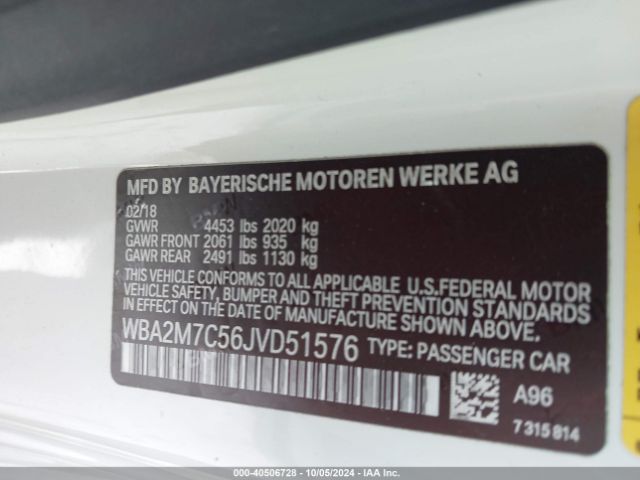 MFD BY BAYERISCHE MOTOREN WERKE AG
02/18
GVWR 4453 lbs 2020 kg
GAWR FRONT 2061 lbs 935 kg
GAWR REAR 2491 lbs 1130 kg
THIS VEHICLE CONFORMS TO ALL APPLICABLE U.S.FEDERAL MOTOR
VEHICLE SAFETY, BUMPER AND THEFT PREVENTION STANDARDS
IN EFFECT ON THE DATE OF MANUFACTURE SHOWN ABOVE.
WBA2M7C56JVD51576 TYPE: PASSENGER CAR
A96
7 315 814
000-40506728 - 10/05/2024 - IAA Inc.